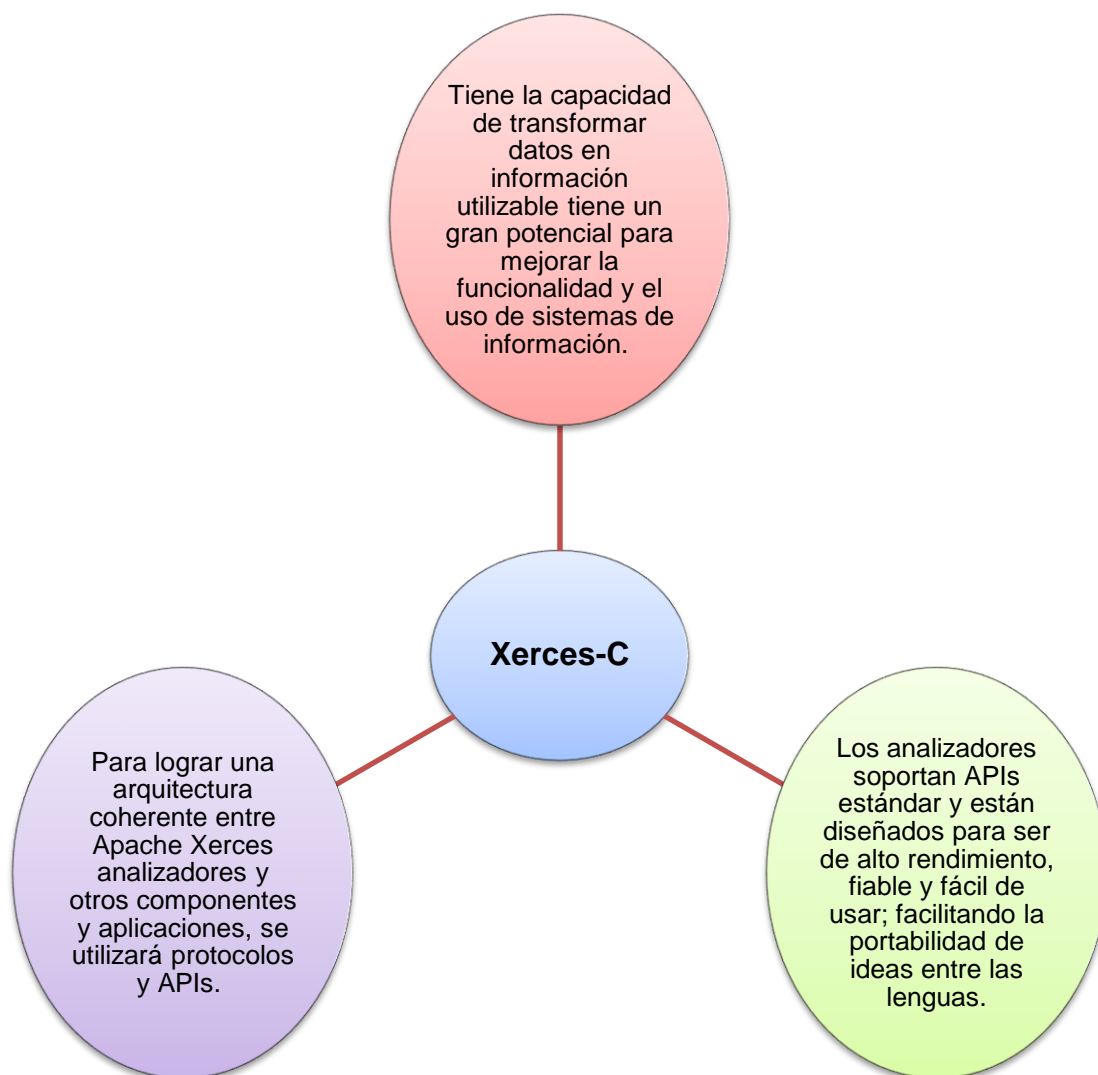 Tiene la capacidad
de transformar
datos en
información
utilizable tiene un
gran potencial para
mejorar la
funcionalidad y el
uso de sistemas de
información.
Xerces-C
Para lograr una
arquitectura
coherente entre
Apache Xerces
analizadores y
otros componentes
y aplicaciones, se
utilizará protocolos
y APIs.
Los analizadores
soportan APIs
estándar y están
diseñados para ser
de alto rendimiento,
fiable y fácil de
usar; facilitando la
portabilidad de
ideas entre las
lenguas.